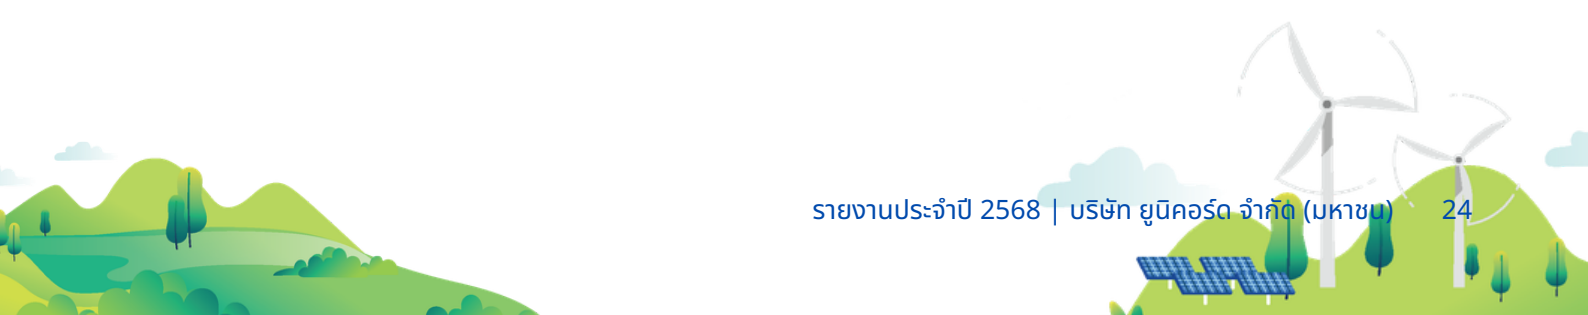 รายงานประจำปี 2568 | บริษัท ยูนิคอร์ด จำกัด (มหาชน) 24